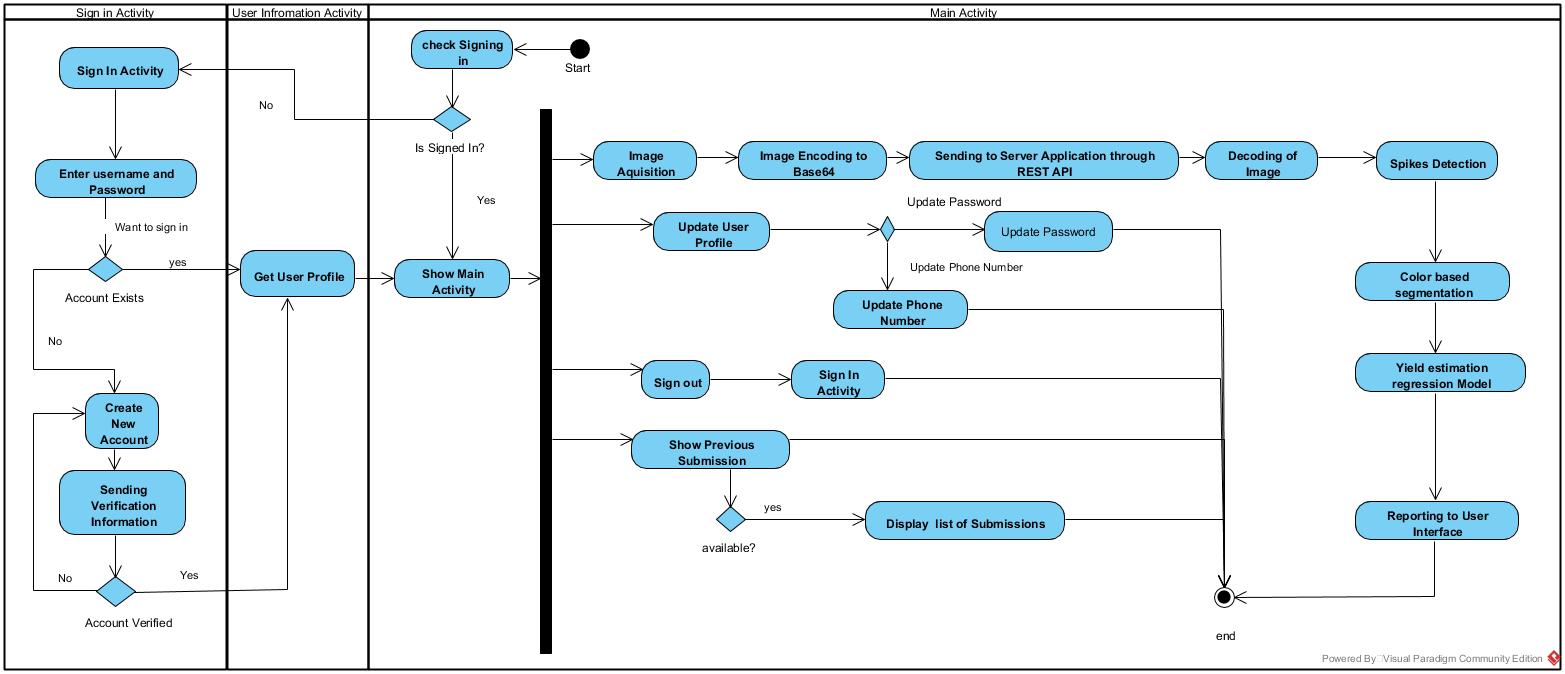 Sign in Activity
User Infromation Activity
Main Activity
check Signing
in
Start
Sign In Activity
No
Is Signed In?
Yes
Enter username and
Password
Want to sign in
yes
Account Exists
No
Create
New
Account
Sending
Verification
Information
No
Yes
Account Verified
Get User Profile
Show Main
Activity
Image
Aquisition
Image Encoding to
Base64
Sending to Server Application through
REST API
Decoding of
Image
Spikes Detection
Update User
Profile
Update Password
Update Password
Update Phone Number
Update Phone
Number
Color based
segmentation
Yield estimation
regression Model
Sign out
Sign In
Activity
Show Previous
Submission
yes
available?
Display list of Submissions
Reporting to User
Interface
end
Powered By Visual Paradigm Community Edition